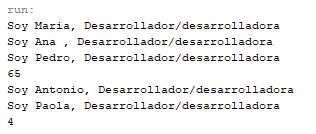 run:
Soy Maria, Desarrollador/desarrolladora
Soy Ana , Desarrollador/desarrolladora
Soy Pedro, Desarrollador/desarrolladora
65
Soy Antonio, Desarrollador/desarrolladora
Soy Paola, Desarrollador/desarrolladora
4